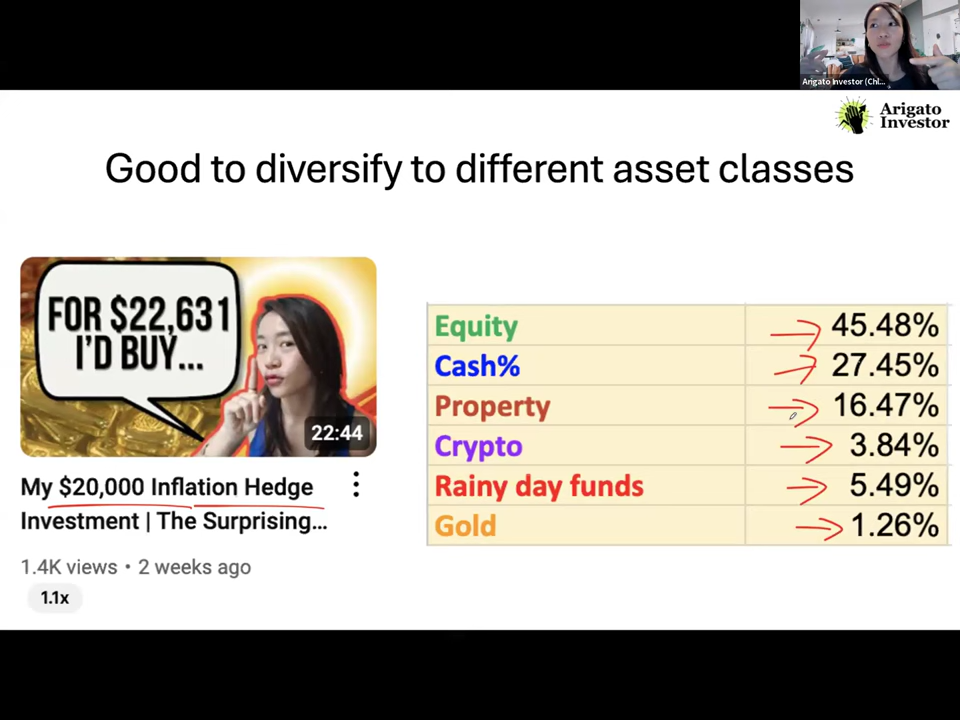 Arigato Investor (Chl...
Arigato
Investor
Good to diversify to different asset classes
FOR $22,631
I'D BUY...
22:44
My $20,000 Inflation Hedge
Investment | The Surprising...
1.4K views • 2 weeks ago
1.1x
Equity 45.48%
Cash% 27.45%
Property 16.47%
Crypto 3.84%
Rainy day funds 5.49%
Gold 1.26%